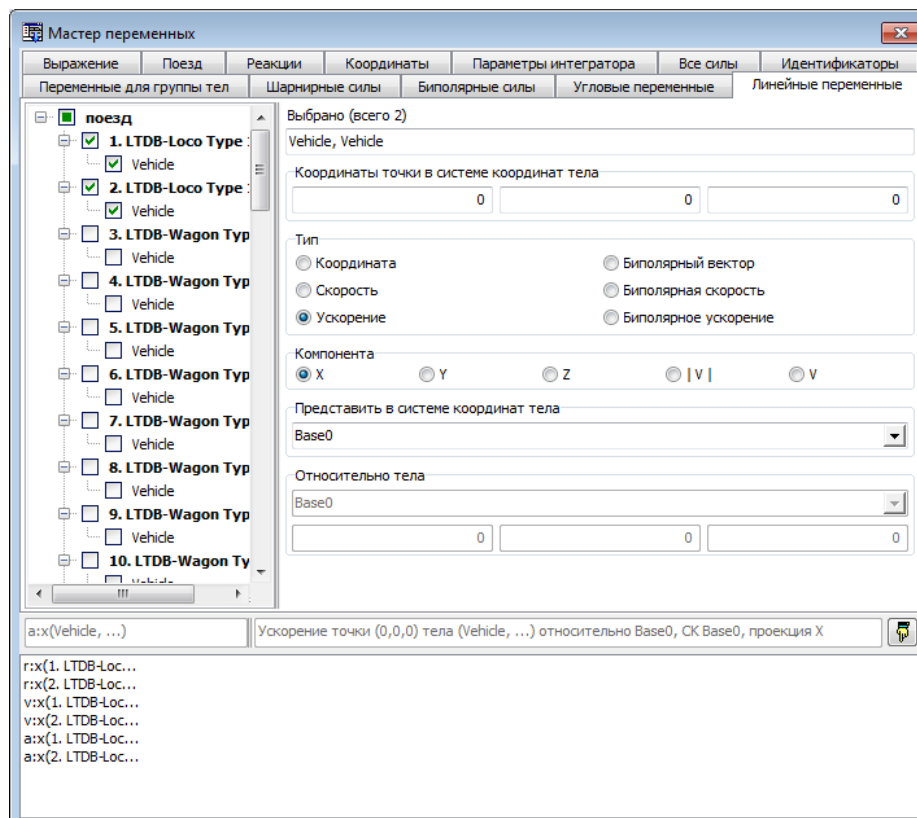 Мастер переменных
Выражение Поезд Реакции Координаты Параметры интегратора Все силы Идентификаторы
Переменные для группы тел Шарнирные силы Биполярные силы Угловые переменные Линейные переменные
поезд
1. LTDB-Loco Type 1
Vehicle
2. LTDB-Loco Type 1
Vehicle
3. LTDB-Wagon Typ
Vehicle
4. LTDB-Wagon Typ
Vehicle
5. LTDB-Wagon Typ
Vehicle
6. LTDB-Wagon Typ
Vehicle
7. LTDB-Wagon Typ
Vehicle
8. LTDB-Wagon Typ
Vehicle
9. LTDB-Wagon Typ
Vehicle
10. LTDB-Wagon Ty
Vehicle
Выбрано (всего 2)
Vehicle, Vehicle
Координаты точки в системе координат тела
0 0 0
Тип
Координата Биполярный вектор
Скорость Биполярная скорость
Ускорение Биполярное ускорение
Компонента
X Y Z | V | V
Представить в системе координат тела
Base0
Относительно тела
Base0
0 0 0
a:x(Vehicle, ...) Ускорение точки (0,0,0) тела (Vehicle, ...) относительно Base0, СК Base0, проекция X
r:x(1. LTDB-Loc...
r:x(2. LTDB-Loc...
v:x(1. LTDB-Loc...
v:x(2. LTDB-Loc...
a:x(1. LTDB-Loc...
a:x(2. LTDB-Loc...